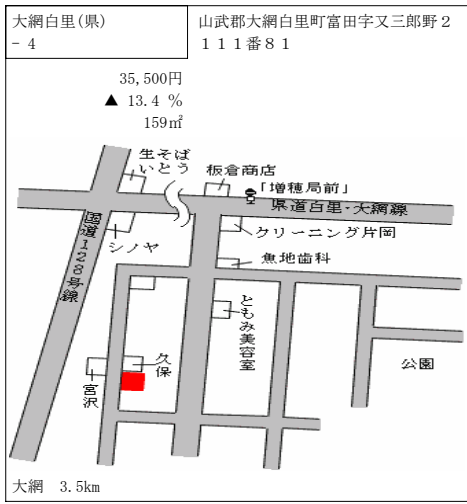 大網白里(県)
- 4
山武郡大網白里町富田字又三郎野２
１１１番８１
35,500円
▲ 13.4 %
159㎡
生そば
いとう
板倉商店
「増穂局前」
県道白里・大網線
国道128号線
シノヤ
クリーニング片岡
魚地歯科
ともみ美容室
久保
宮沢
公園
大網 3.5km